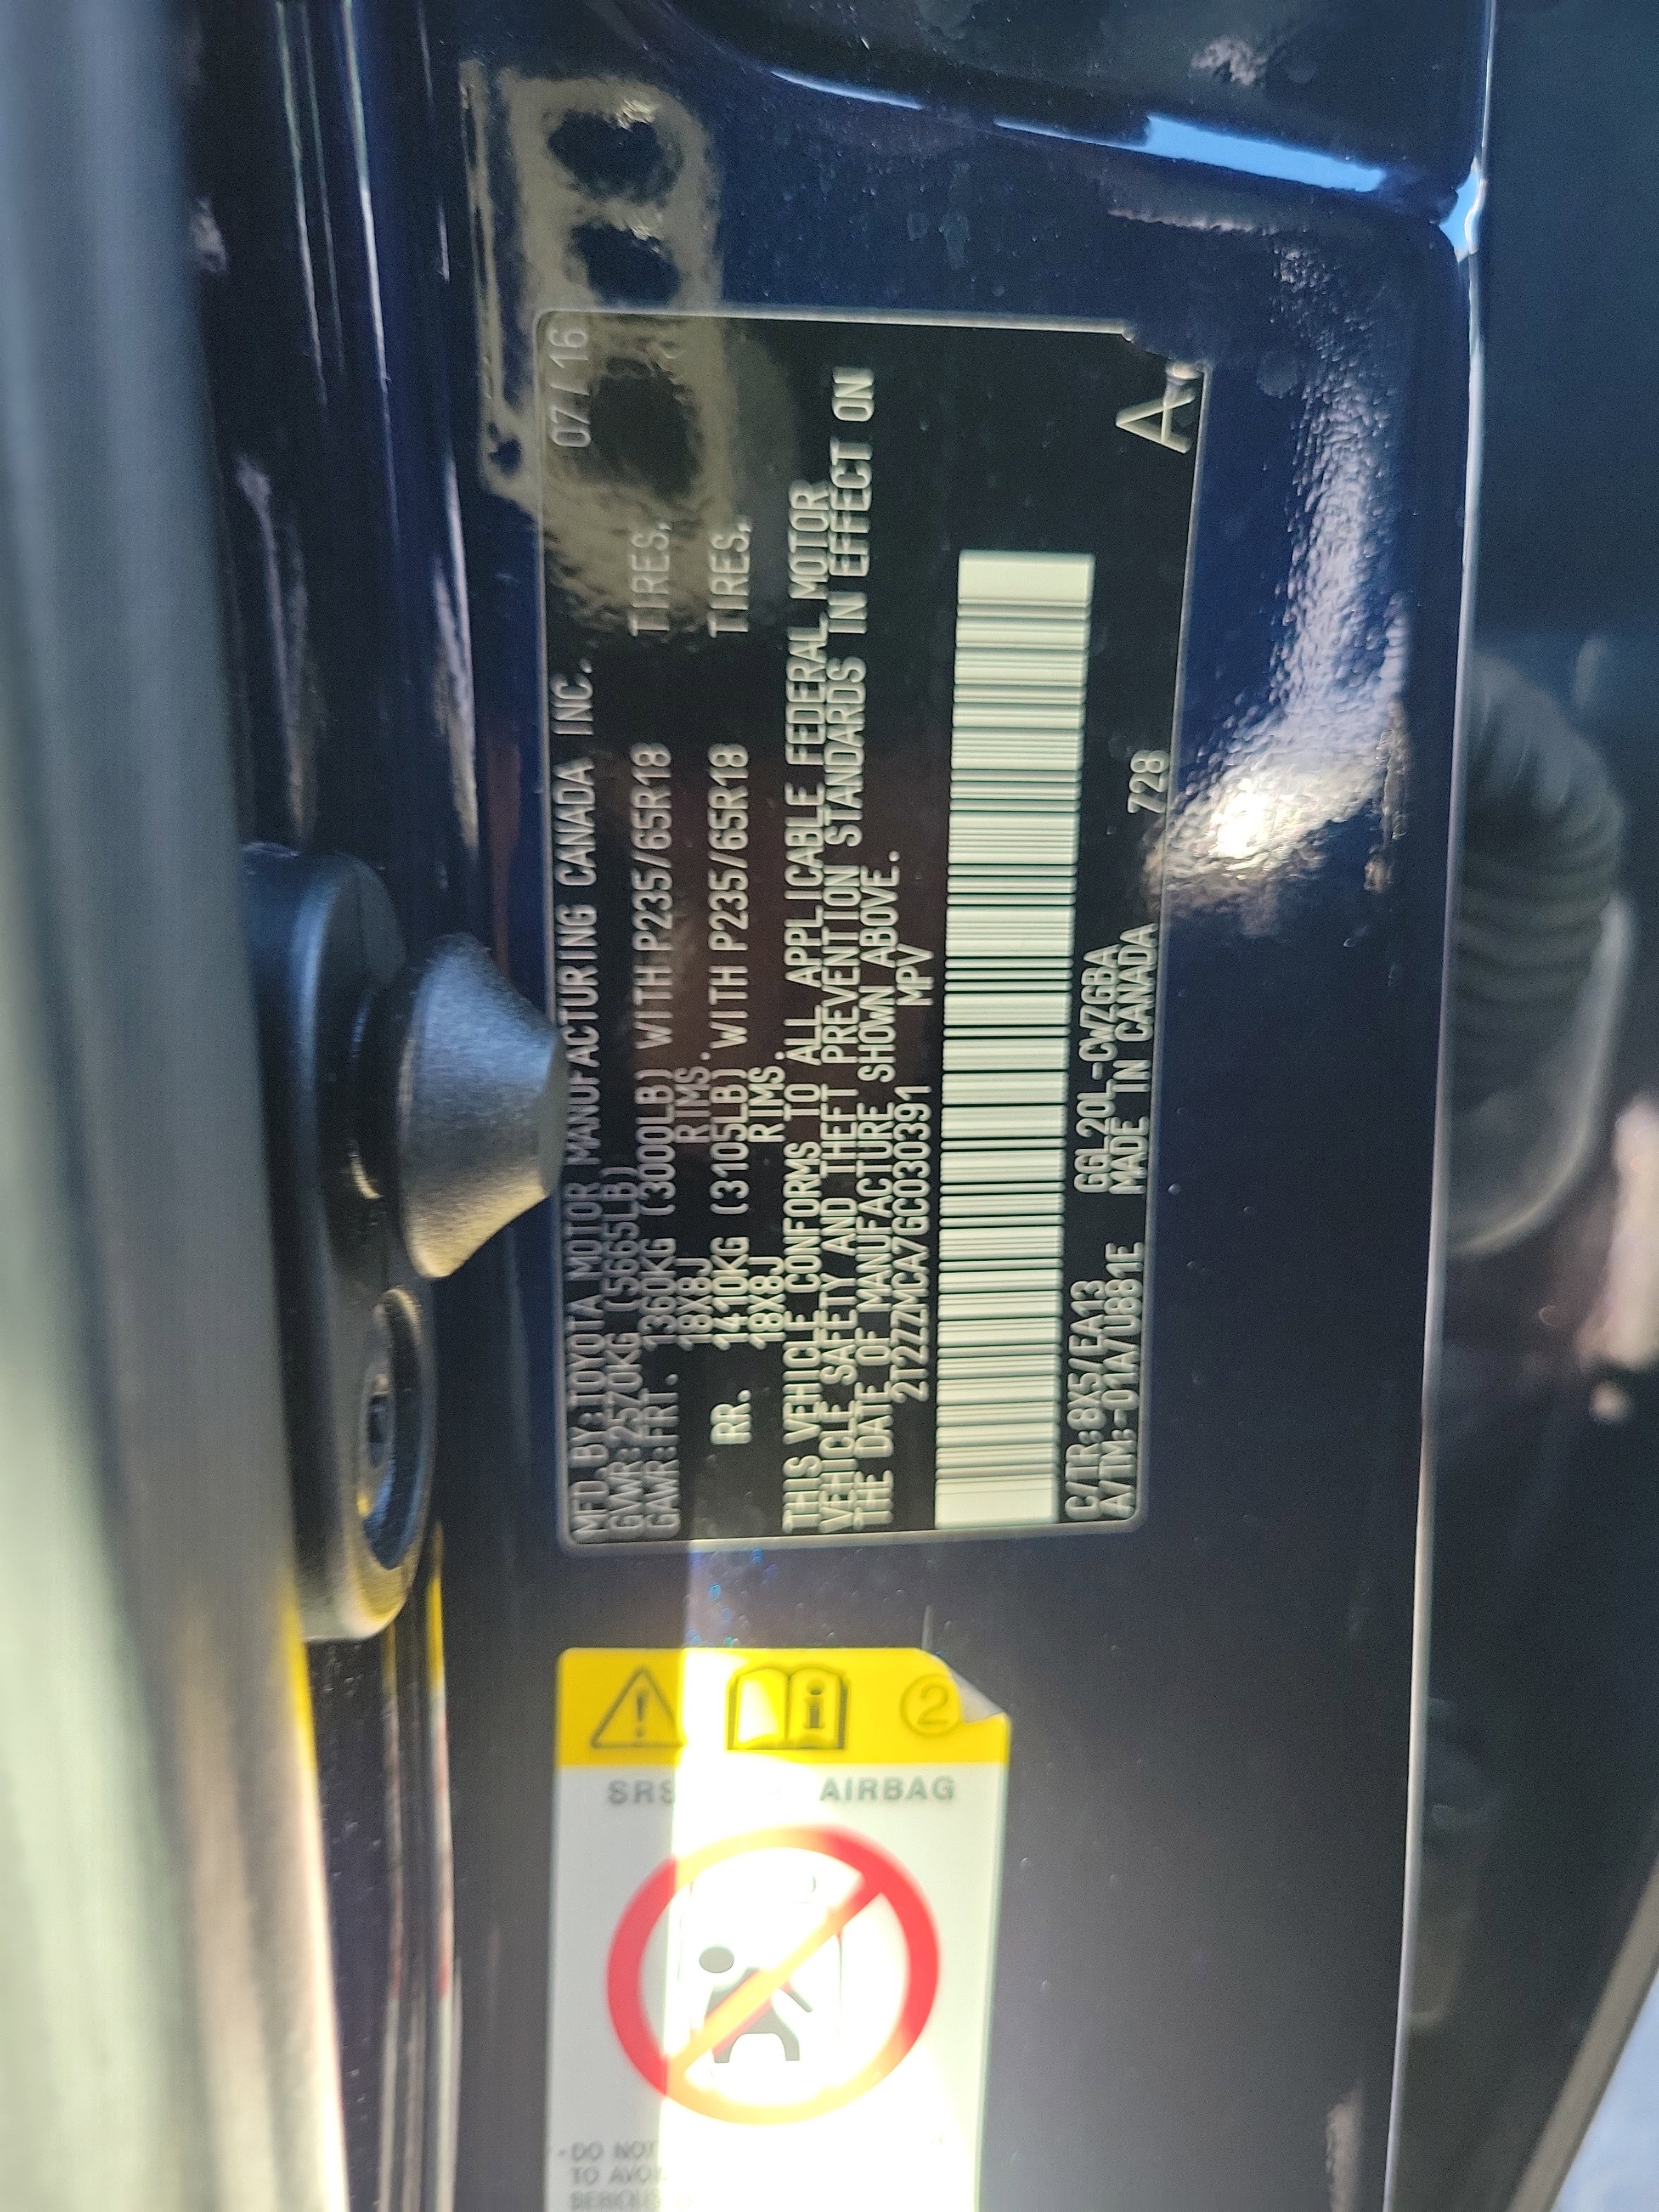 MFD.BY:TOYOTA MOTOR MANUFACTURING CANADA INC. 07/16
GVWR:2570KG (5665LB)
GAWR:FRT. 1360KG (3000LB) WITH P235/65R18 TIRES,
18X8J RIMS.
RR. 1410KG (3105LB) WITH P235/65R18 TIRES,
18X8J RIMS.
THIS VEHICLE CONFORMS TO ALL APPLICABLE FEDERAL MOTOR
VEHICLE SAFETY AND THEFT PREVENTION STANDARDS IN EFFECT ON
THE DATE OF MANUFACTURE SHOWN ABOVE.
2T2ZZMCA7GC030391 MPV
C/TR:8X5/EA13 GGL20L-CWZGBA
A/TM:-01A/U881E MADE IN CANADA Z28
A
2
SRS AIRBAG
-DO NOT
TO
SERIOUS